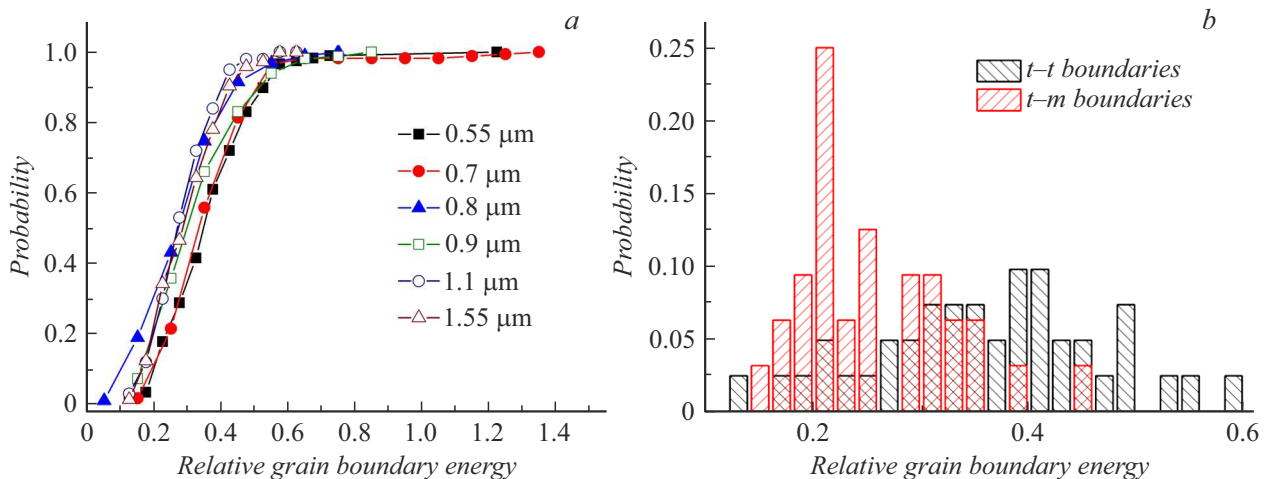 a
1.0
0.8
0.6
0.4
0.2
0
Probability
0.55 μm
0.7 μm
0.8 μm
0.9 μm
1.1 μm
1.55 μm
0 0.2 0.4 0.6 0.8 1.0 1.2 1.4
Relative grain boundary energy
b
0.25
0.20
0.15
0.10
0.05
0
Probability
t–t boundaries
t–m boundaries
0.2 0.4 0.6
Relative grain boundary energy